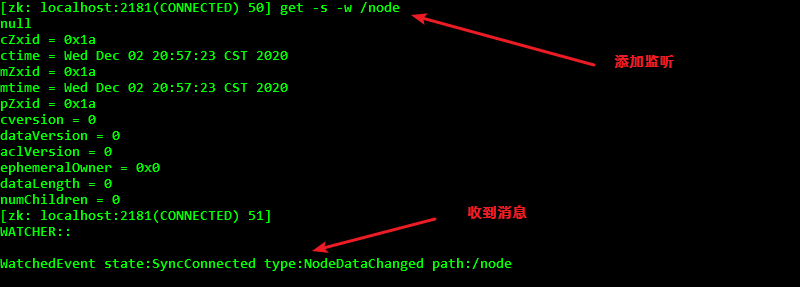 [zk: localhost:2181(CONNECTED) 50] get -s -w /node
null
cZxid = 0x1a
添加监听
ctime = Wed Dec 02 20:57:23 CST 2020
mZxid = 0x1a
mtime = Wed Dec 02 20:57:23 CST 2020
pZxid = 0x1a
cversion = 0
dataVersion = 0
aclVersion = 0
ephemeralOwner = 0x0
dataLength = 0
numChildren = 0
[zk: localhost:2181(CONNECTED) 51]
收到消息
WATCHER::
WatchedEvent state:SyncConnected type:NodeDataChanged path:/node